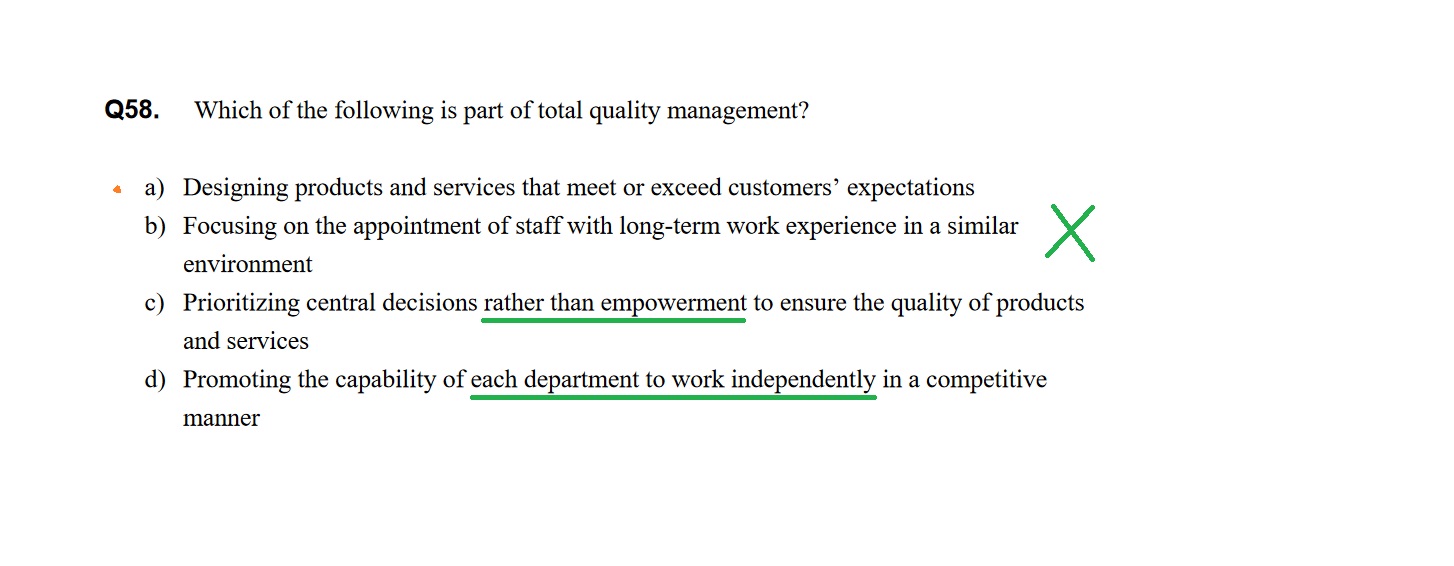 Q58. Which of the following is part of total quality management?
a) Designing products and services that meet or exceed customers’ expectations
b) Focusing on the appointment of staff with long-term work experience in a similar
environment
c) Prioritizing central decisions rather than empowerment to ensure the quality of products
and services
d) Promoting the capability of each department to work independently in a competitive
manner